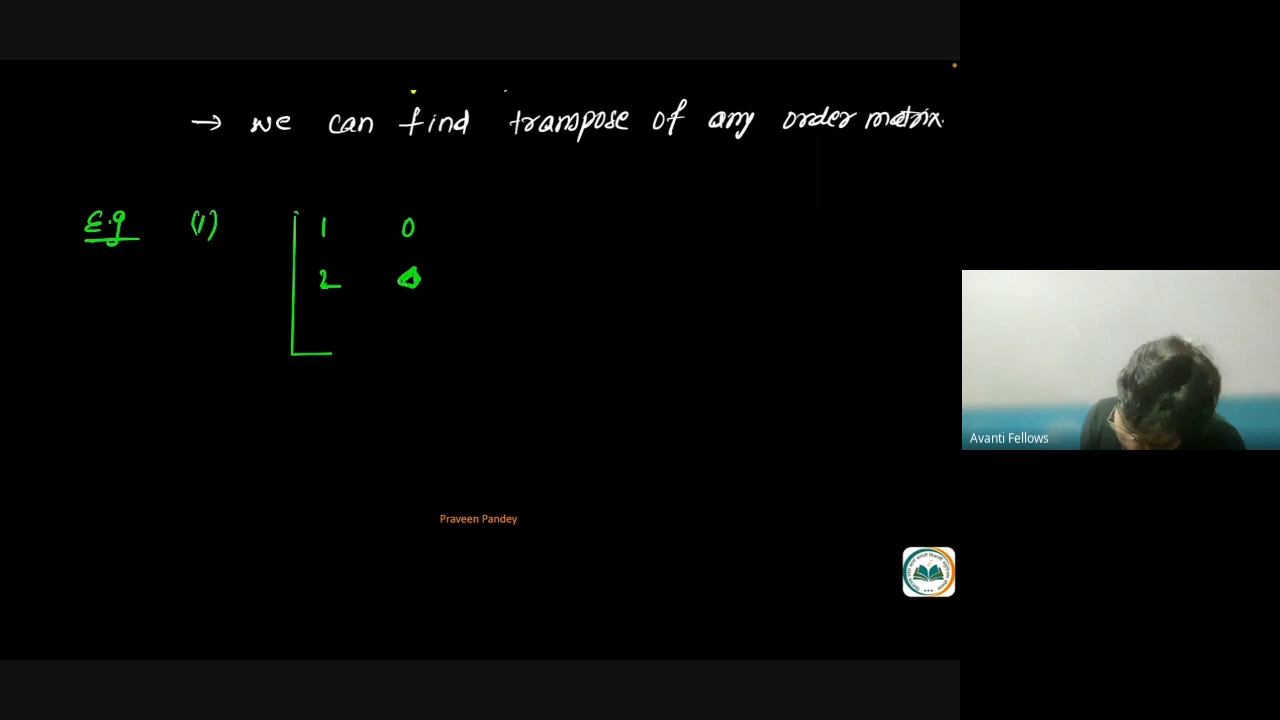 → we can find transpose of any order matrix.
E.g (1) 1 0
2
Avanti Fellows
Praveen Pandey